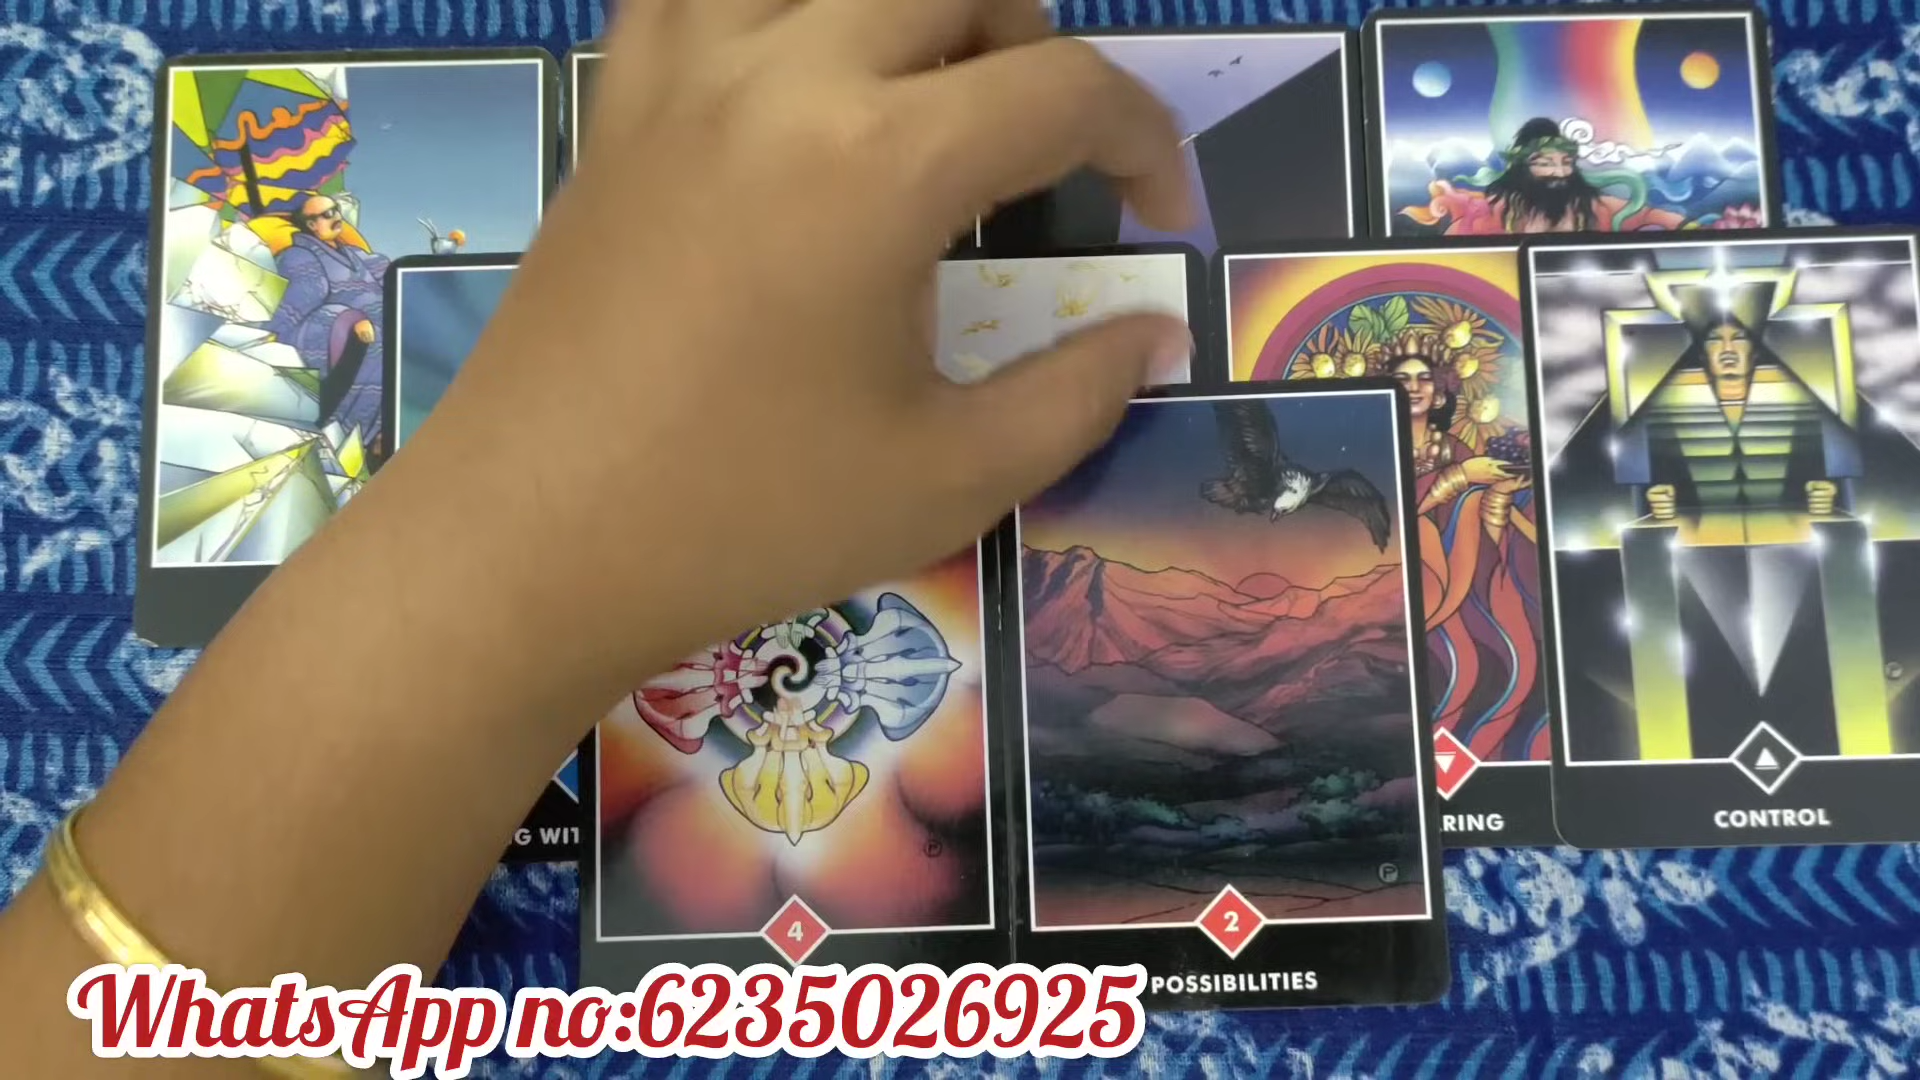 G WIT
RING
CONTROL
4
2
POSSIBILITIES
WhatsApp no:6235026925